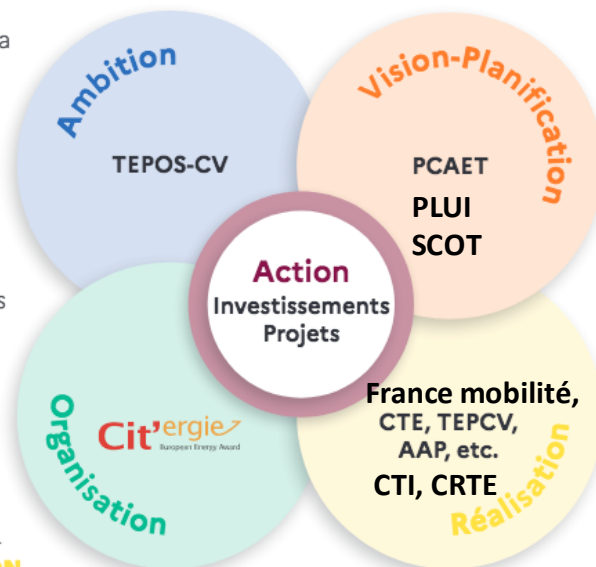 a
Ambition
TEPOS-CV
Vision-Planification
PCAET
PLUI
SCOT
s
Action
Investissements
Projets
Organisation
Cit'ergie
European Energy Award
France mobilité,
CTE, TEPCV,
AAP, etc.
CTI, CRTE
Réalisation
ON